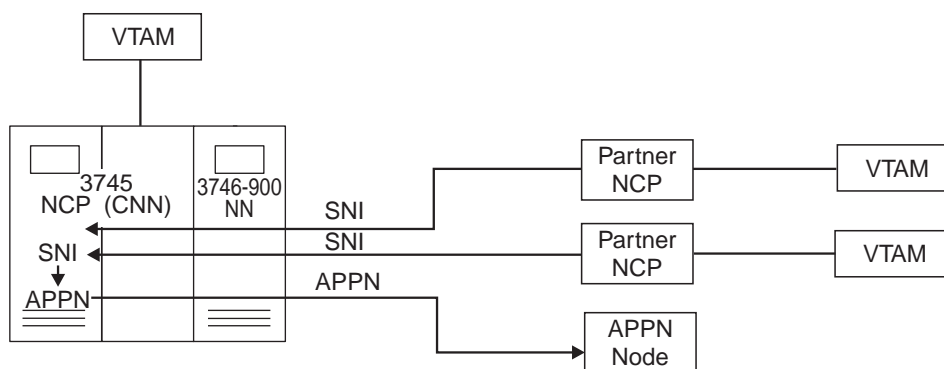 VTAM
3745
NCP (CNN)
3746-900
NN
SNI
SNI
SNI
APPN
APPN
Partner
NCP
VTAM
Partner
NCP
VTAM
APPN
Node